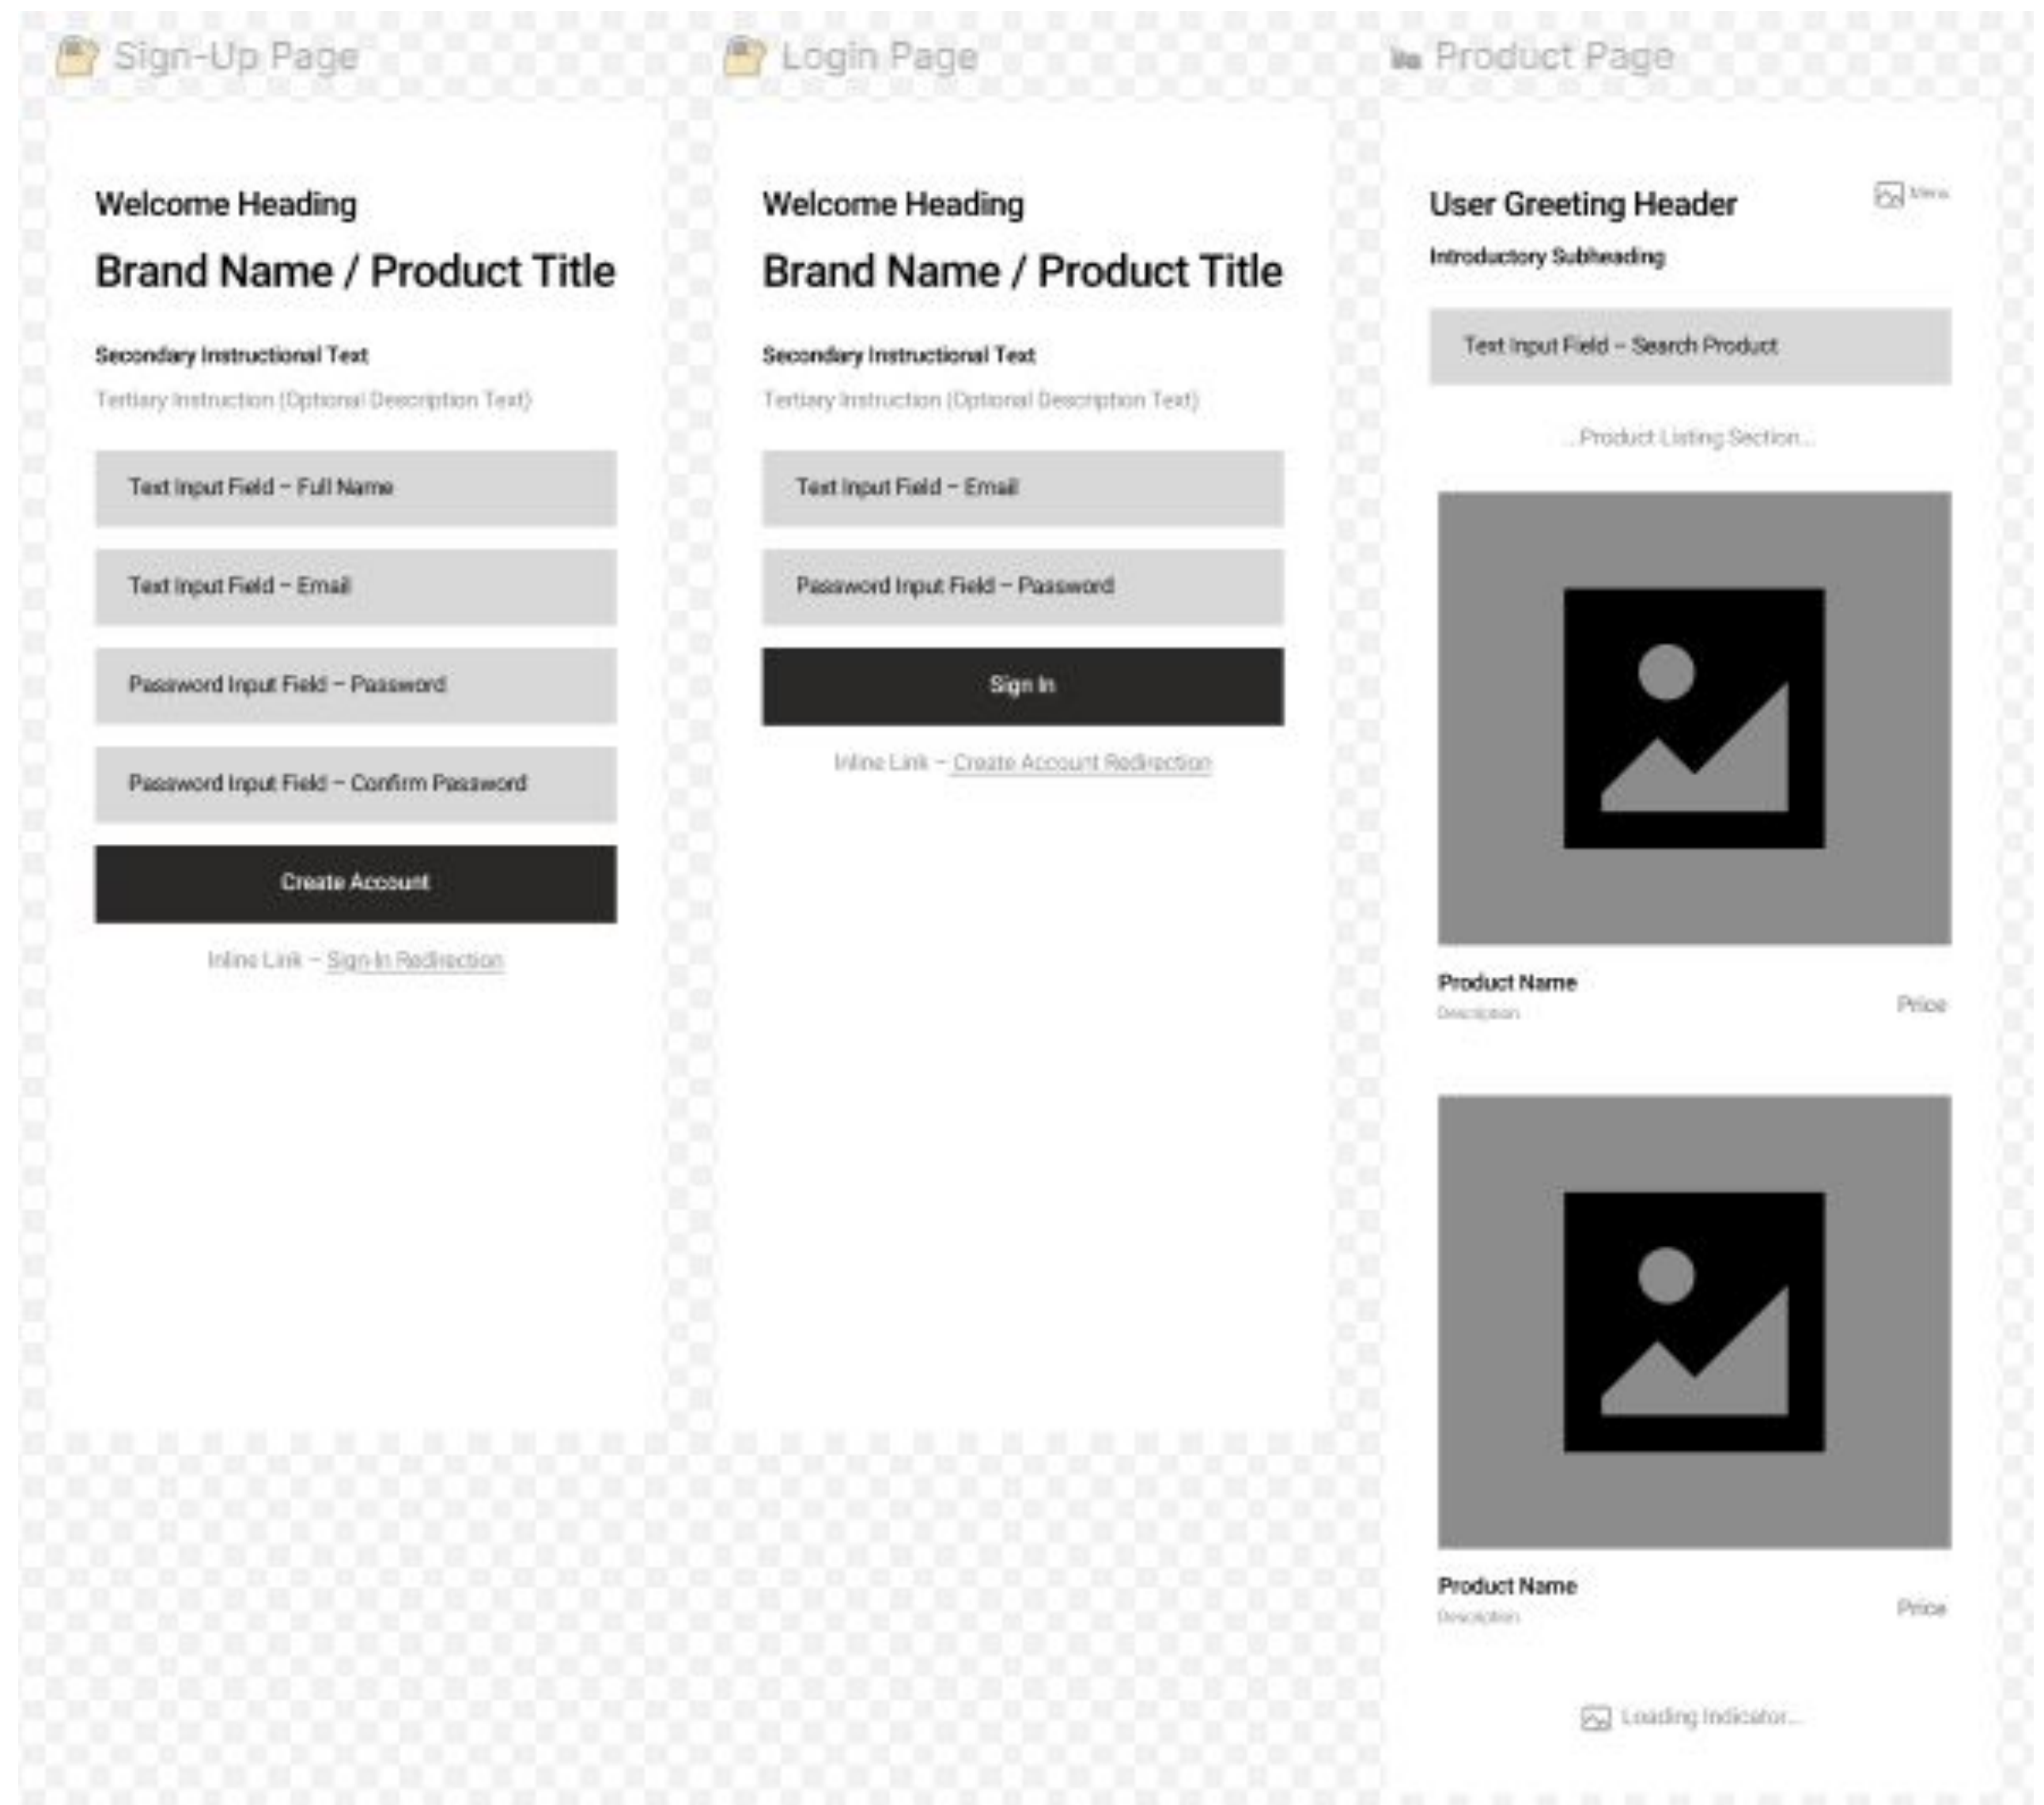 Sign-Up Page
Welcome Heading
Brand Name / Product Title
Secondary Instructional Text
Tertiary Instruction (Optional Description Text)
Text Input Field – Full Name
Text Input Field – Email
Password Input Field – Password
Password Input Field – Confirm Password
Create Account
Inline Link – Sign-In Redirection
Login Page
Welcome Heading
Brand Name / Product Title
Secondary Instructional Text
Tertiary Instruction (Optional Description Text)
Text Input Field – Email
Password Input Field – Password
Sign In
Inline Link – Create Account Redirection
Product Page
User Greeting Header
Menu
Introductory Subheading
Text Input Field – Search Product
...Product Listing Section...
Product Name
Description
Price
Product Name
Description
Price
Loading Indicator...